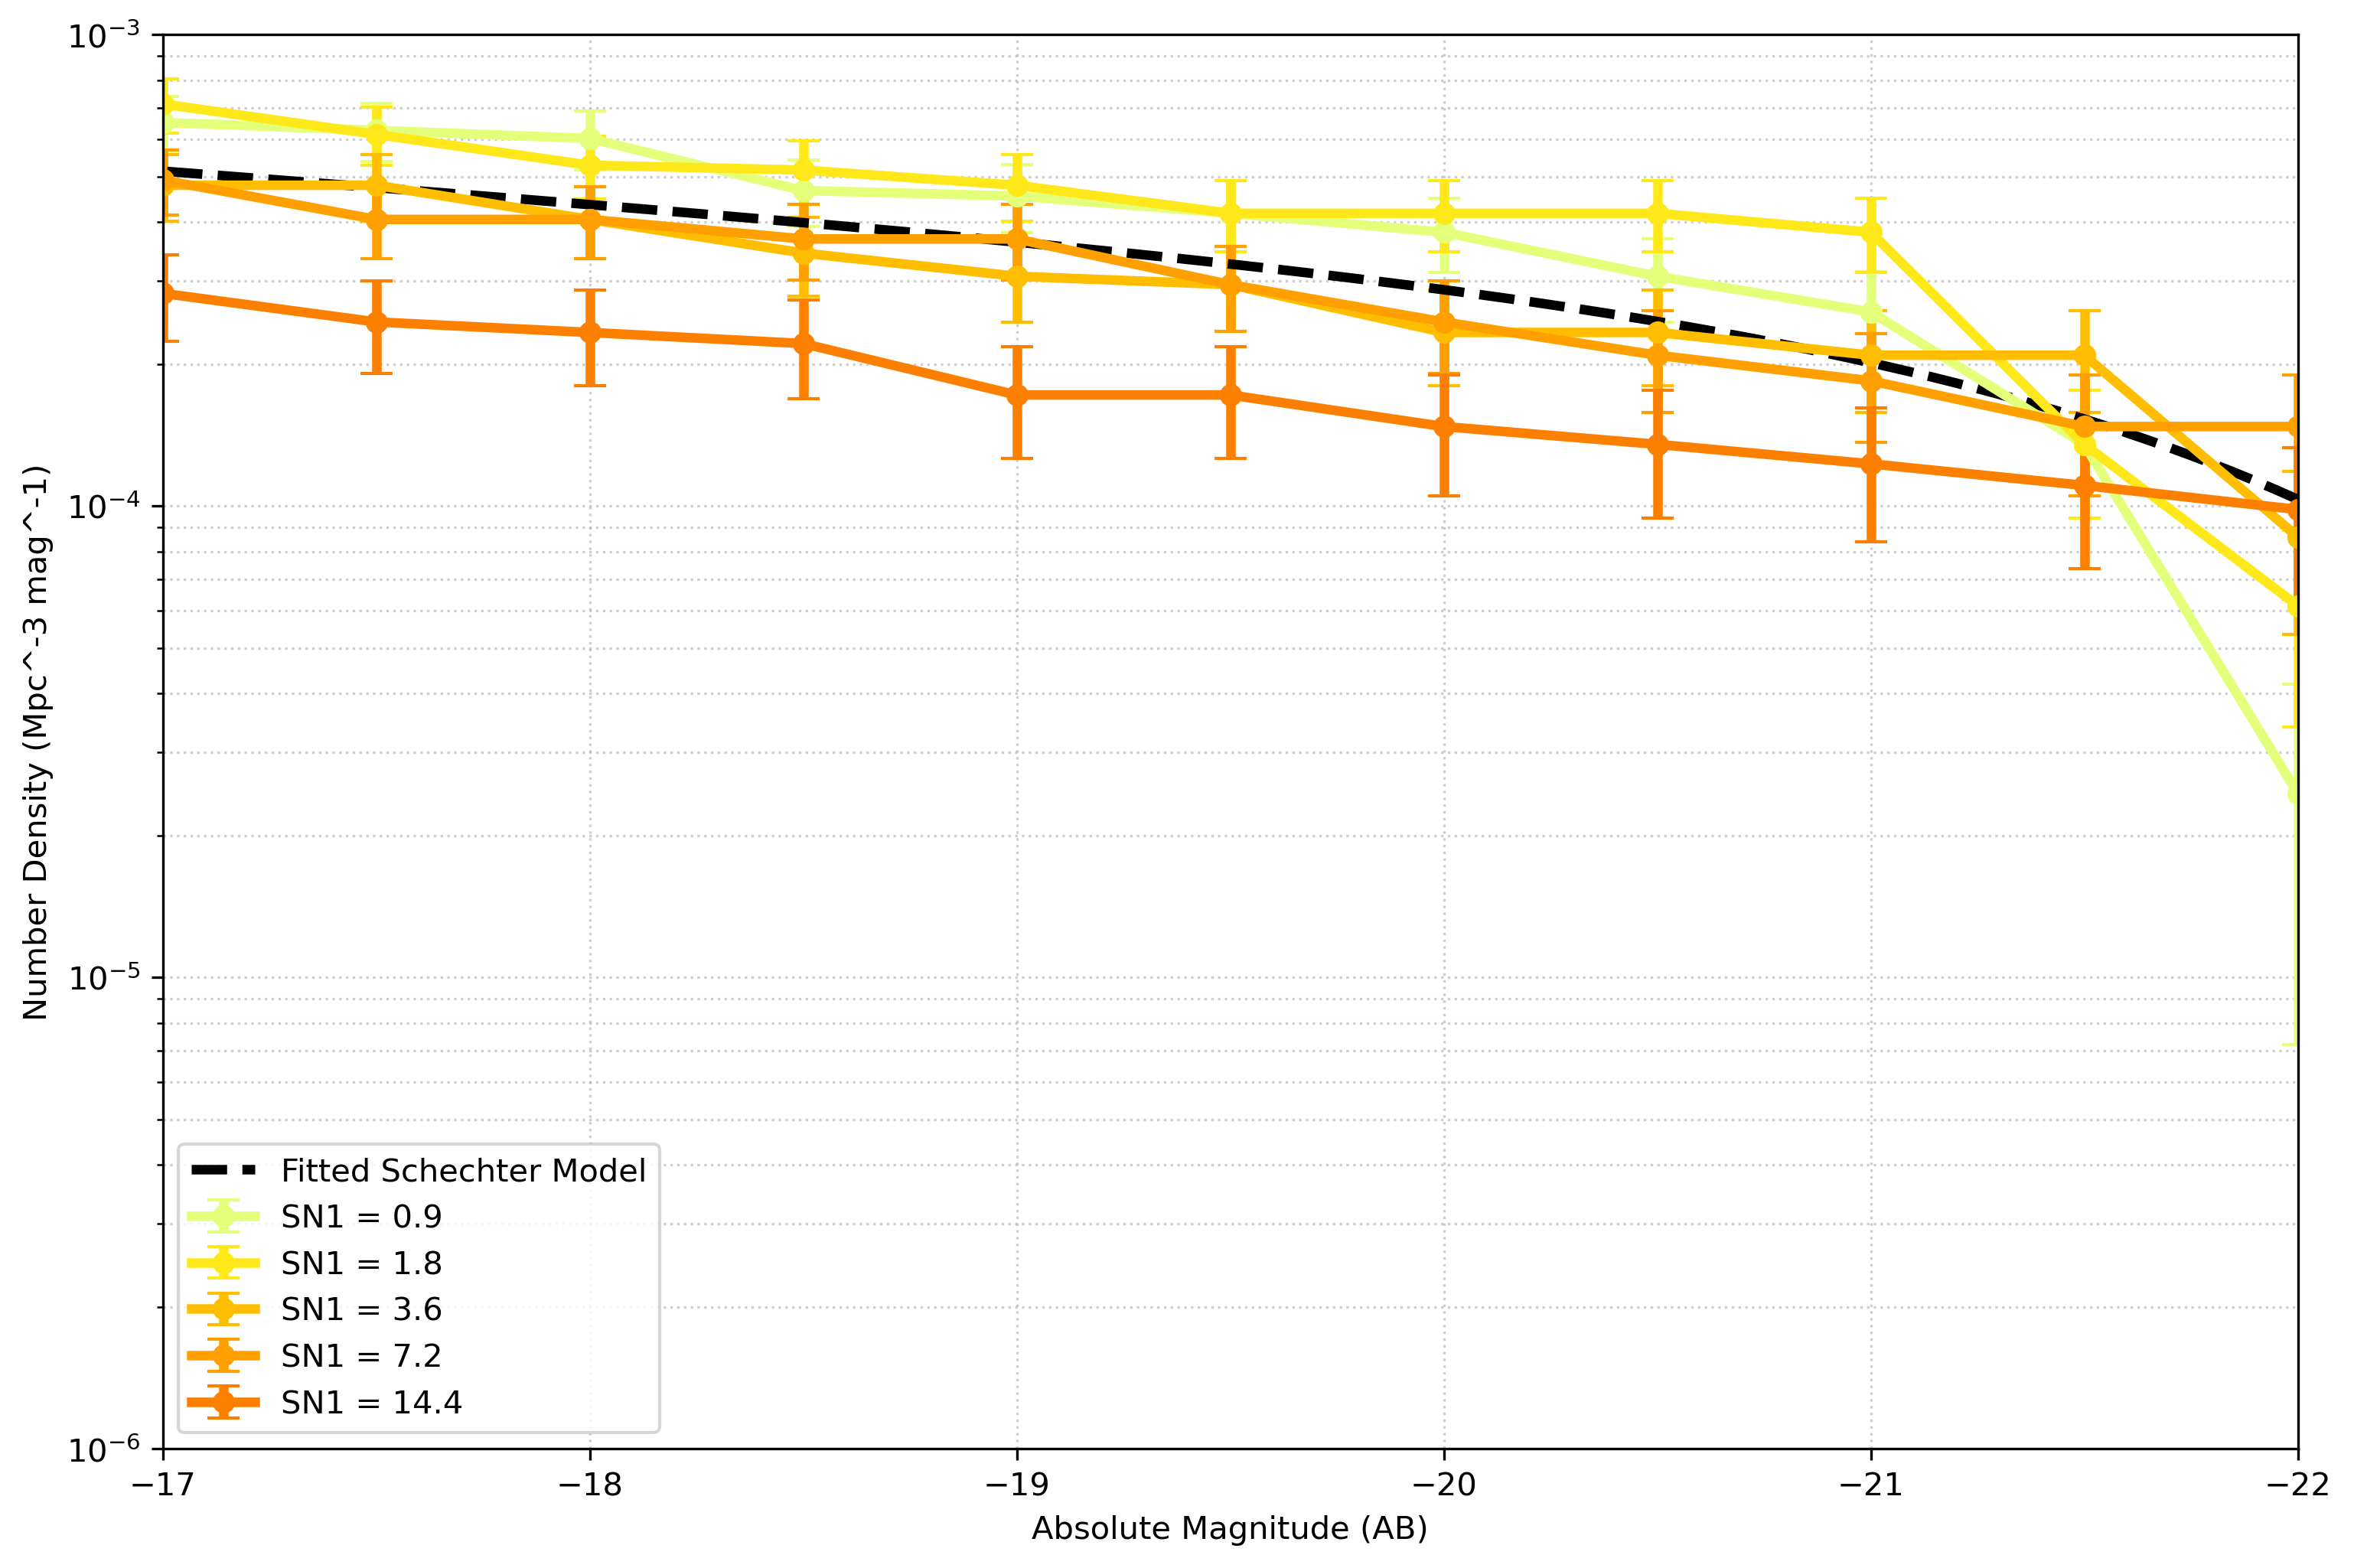 10⁻³
10⁻⁴
10⁻⁵
10⁻⁶
Number Density (Mpc^-3 mag^-1)
Fitted Schechter Model
SN1 = 0.9
SN1 = 1.8
SN1 = 3.6
SN1 = 7.2
SN1 = 14.4
−17 −18 −19 −20 −21 −22
Absolute Magnitude (AB)